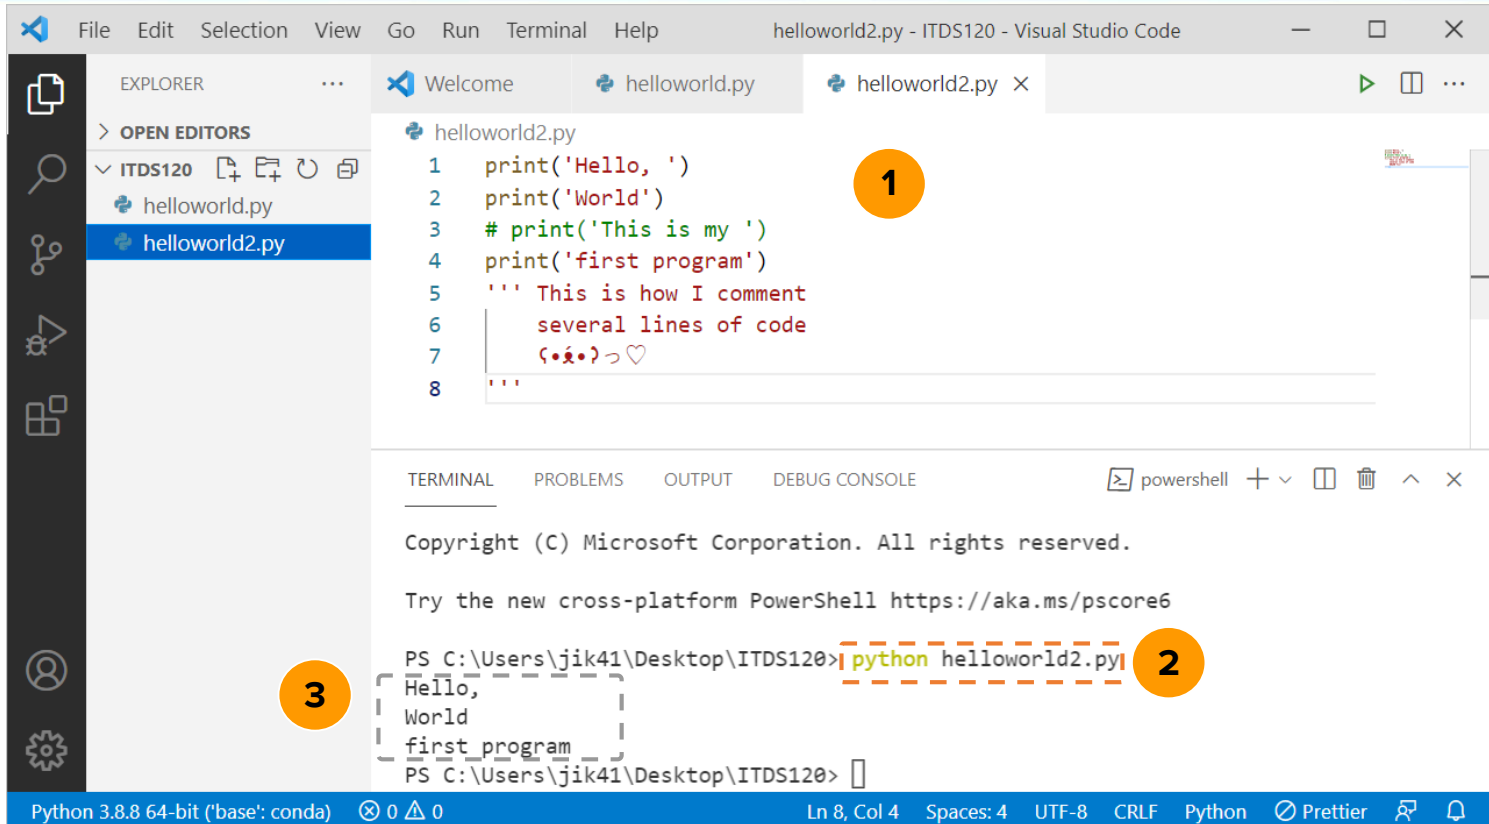 File Edit Selection View Go Run Terminal Help helloworld2.py - ITDS120 - Visual Studio Code
EXPLORER
OPEN EDITORS
ITDS120
helloworld.py
helloworld2.py
Welcome helloworld.py helloworld2.py
helloworld2.py
1 print('Hello, ')
2 print('World')
3 # print('This is my ')
4 print('first program')
5 ''' This is how I comment
6 several lines of code
7 ʕ•ᴥ•ʔっ♡
8 '''
1
TERMINAL PROBLEMS OUTPUT DEBUG CONSOLE powershell
Copyright (C) Microsoft Corporation. All rights reserved.
Try the new cross-platform PowerShell https://aka.ms/pscore6
PS C:\Users\jik41\Desktop\ITDS120> python helloworld2.py
2
Hello,
World
first program
3
PS C:\Users\jik41\Desktop\ITDS120>
Python 3.8.8 64-bit ('base': conda) 0 0 Ln 8, Col 4 Spaces: 4 UTF-8 CRLF Python Prettier